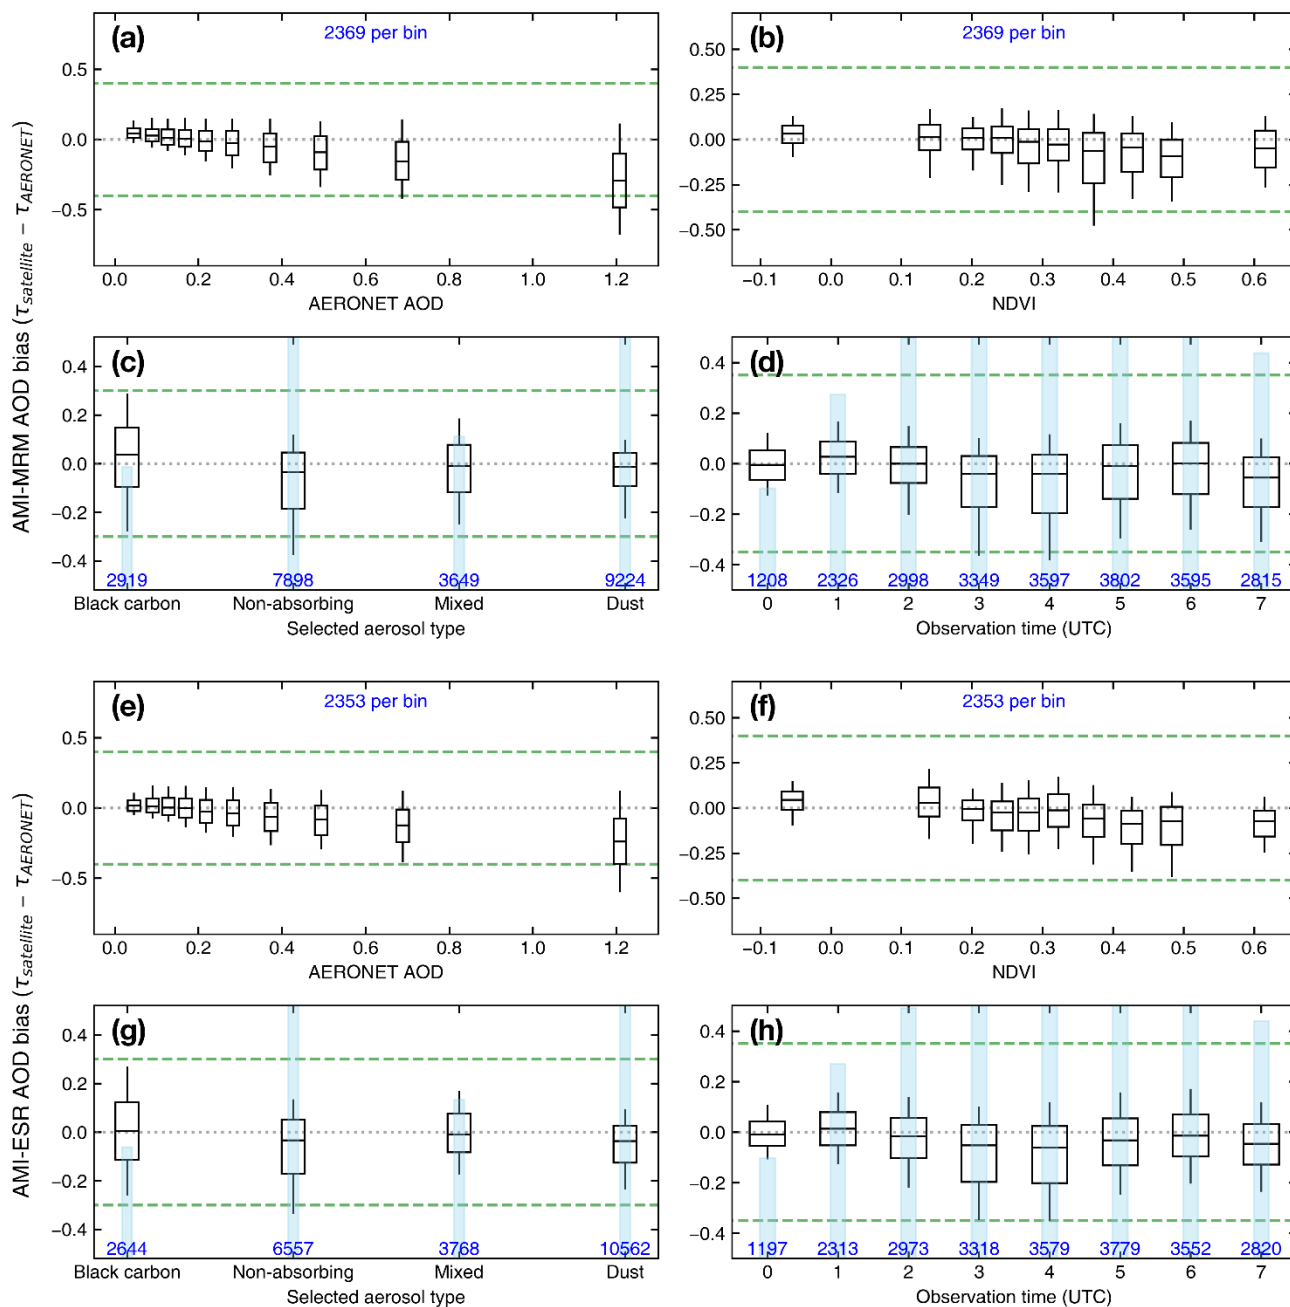 AMI-MRM AOD bias (τsatellite − τAERONET)
(a)
2369 per bin
0.5
0.0
−0.5
0.0 0.2 0.4 0.6 0.8 1.0 1.2
AERONET AOD
(b)
2369 per bin
0.50
0.25
0.00
−0.25
−0.50
−0.1 0.0 0.1 0.2 0.3 0.4 0.5 0.6
NDVI
(c)
0.4
0.2
0.0
−0.2
−0.4
2919 7898 3649 9224
Black carbon Non-absorbing Mixed Dust
Selected aerosol type
(d)
0.4
0.2
0.0
−0.2
−0.4
1208 2326 2998 3349 3597 3802 3595 2815
0 1 2 3 4 5 6 7
Observation time (UTC)
AMI-ESR AOD bias (τsatellite − τAERONET)
(e)
2353 per bin
0.5
0.0
−0.5
0.0 0.2 0.4 0.6 0.8 1.0 1.2
AERONET AOD
(f)
2353 per bin
0.50
0.25
0.00
−0.25
−0.50
−0.1 0.0 0.1 0.2 0.3 0.4 0.5 0.6
NDVI
(g)
0.4
0.2
0.0
−0.2
−0.4
2644 6557 3768 10562
Black carbon Non-absorbing Mixed Dust
Selected aerosol type
(h)
0.4
0.2
0.0
−0.2
−0.4
1197 2313 2973 3318 3579 3779 3552 2820
0 1 2 3 4 5 6 7
Observation time (UTC)